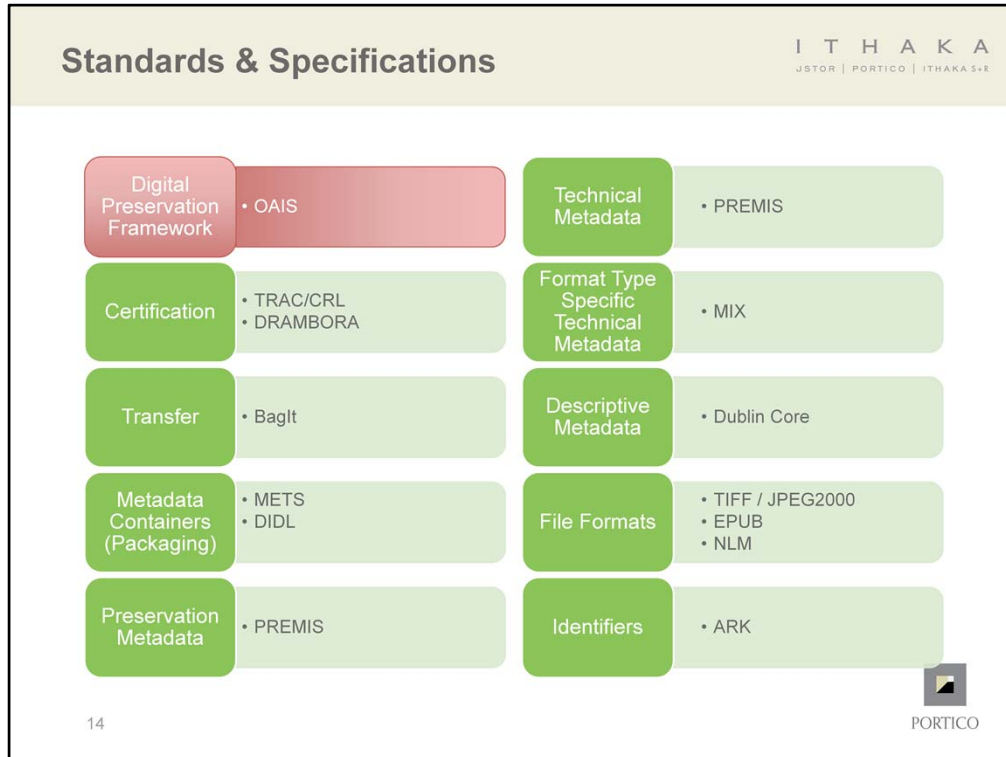 Standards & Specifications
I T H A K A
JSTOR | PORTICO | ITHAKA S+R
Digital
Preservation
Framework
• OAIS
Certification
• TRAC/CRL
• DRAMBORA
Transfer
• BagIt
Metadata
Containers
(Packaging)
• METS
• DIDL
Preservation
Metadata
• PREMIS
Technical
Metadata
• PREMIS
Format Type
Specific
Technical
Metadata
• MIX
Descriptive
Metadata
• Dublin Core
File Formats
• TIFF / JPEG2000
• EPUB
• NLM
Identifiers
• ARK
14
PORTICO